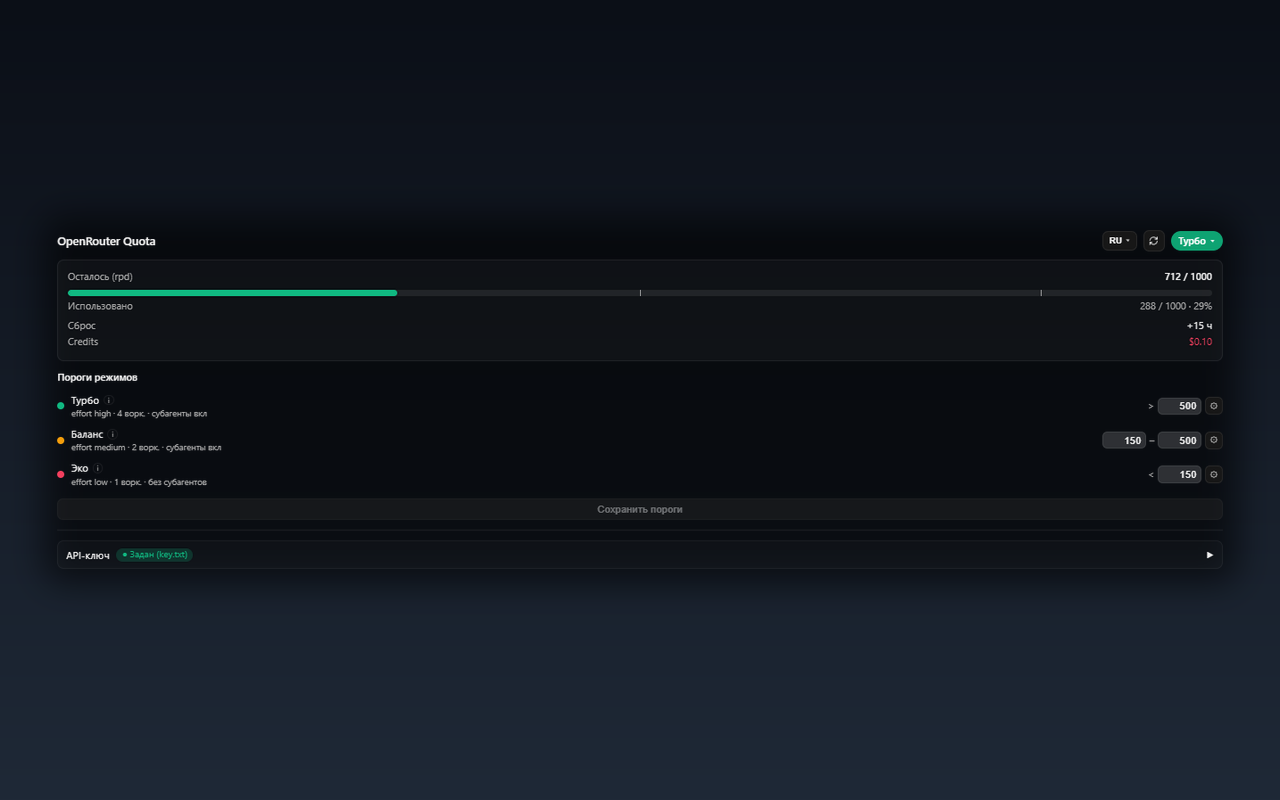 OpenRouter Quota
RU
Турбо
Осталось (rpd)
712 / 1000
Использовано
288 / 1000 · 29%
Сброс
+15 ч
Credits
$0.10
Пороги режимов
Турбо i
effort high · 4 ворк. · субагенты вкл
> 500
Баланс i
effort medium · 2 ворк. · субагенты вкл
150 – 500
Эко i
effort low · 1 ворк. · без субагентов
< 150
Сохранить пороги
API-ключ
Задан (key.txt)